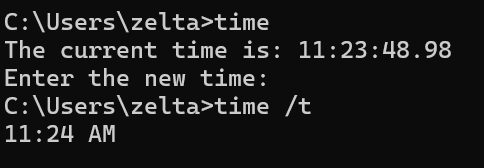 C:\Users\zelta>time
The current time is: 11:23:48.98
Enter the new time:
C:\Users\zelta>time /t
11:24 AM